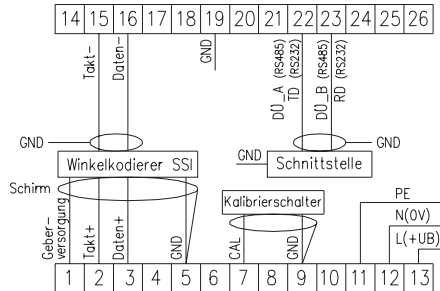 14 15 16 17 18 19 20 21 22 23 24 25 26
Takt-
Daten-
GND
DÜ_A (RS485)
TD (RS232)
DÜ_B (RS485)
RD (RS232)
GND
GND
Winkelkodierer SSI
GND
Schnittstelle
Schirm
Kalibrierschalter
PE
N(0V)
L(+UB)
Geber-
versorgung
Takt+
Daten+
GND
CAL
GND
1 2 3 4 5 6 7 8 9 10 11 12 13